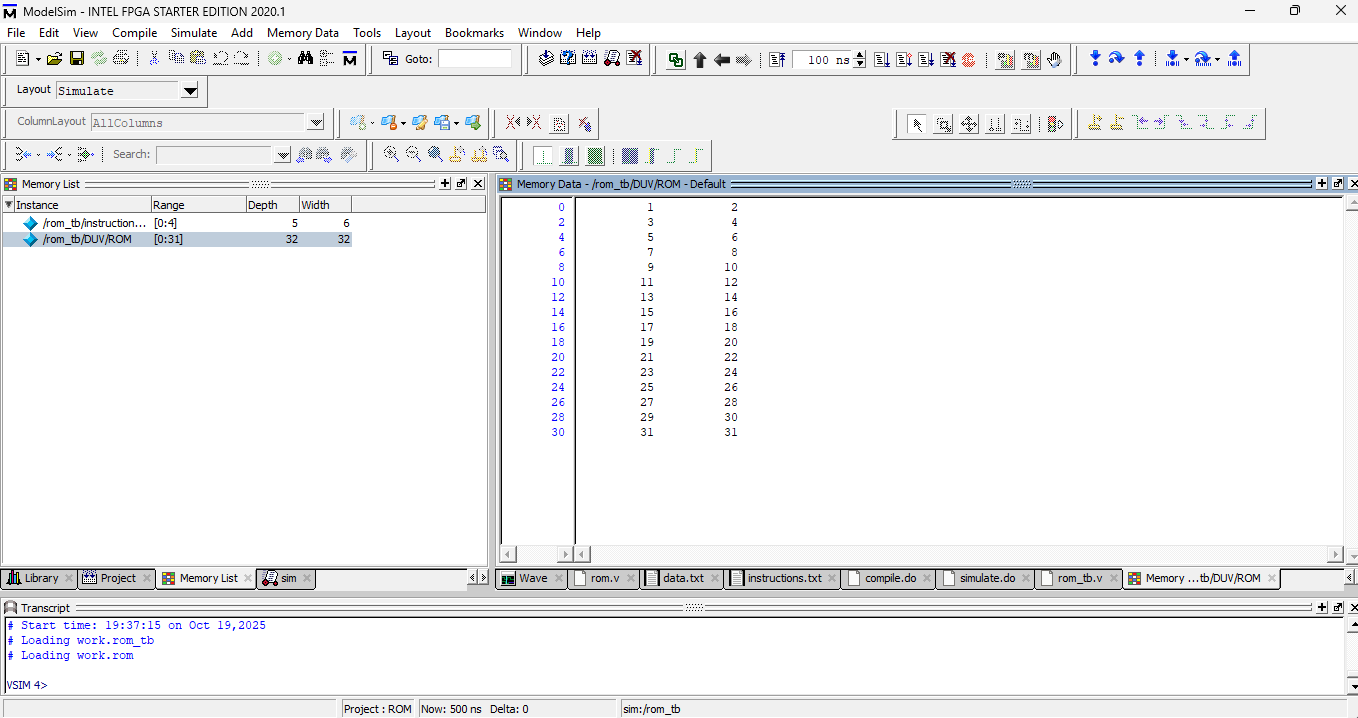 ModelSim - INTEL FPGA STARTER EDITION 2020.1
File Edit View Compile Simulate Add Memory Data Tools Layout Bookmarks Window Help
Goto: 100 ns
Layout Simulate
ColumnLayout AllColumns
Search:
Memory List
Instance Range Depth Width
/rom_tb/instruction... [0:4] 5 6
/rom_tb/DUV/ROM [0:31] 32 32
Memory Data - /rom_tb/DUV/ROM - Default
0 1 2
2 3 4
4 5 6
6 7 8
8 9 10
10 11 12
12 13 14
14 15 16
16 17 18
18 19 20
20 21 22
22 23 24
24 25 26
26 27 28
28 29 30
30 31 31
Library Project Memory List sim
Wave rom.v data.txt instructions.txt compile.do simulate.do rom_tb.v Memory ...tb/DUV/ROM
Transcript
# Start time: 19:37:15 on Oct 19,2025
# Loading work.rom_tb
# Loading work.rom
VSIM 4>
Project : ROM Now: 500 ns Delta: 0 sim:/rom_tb